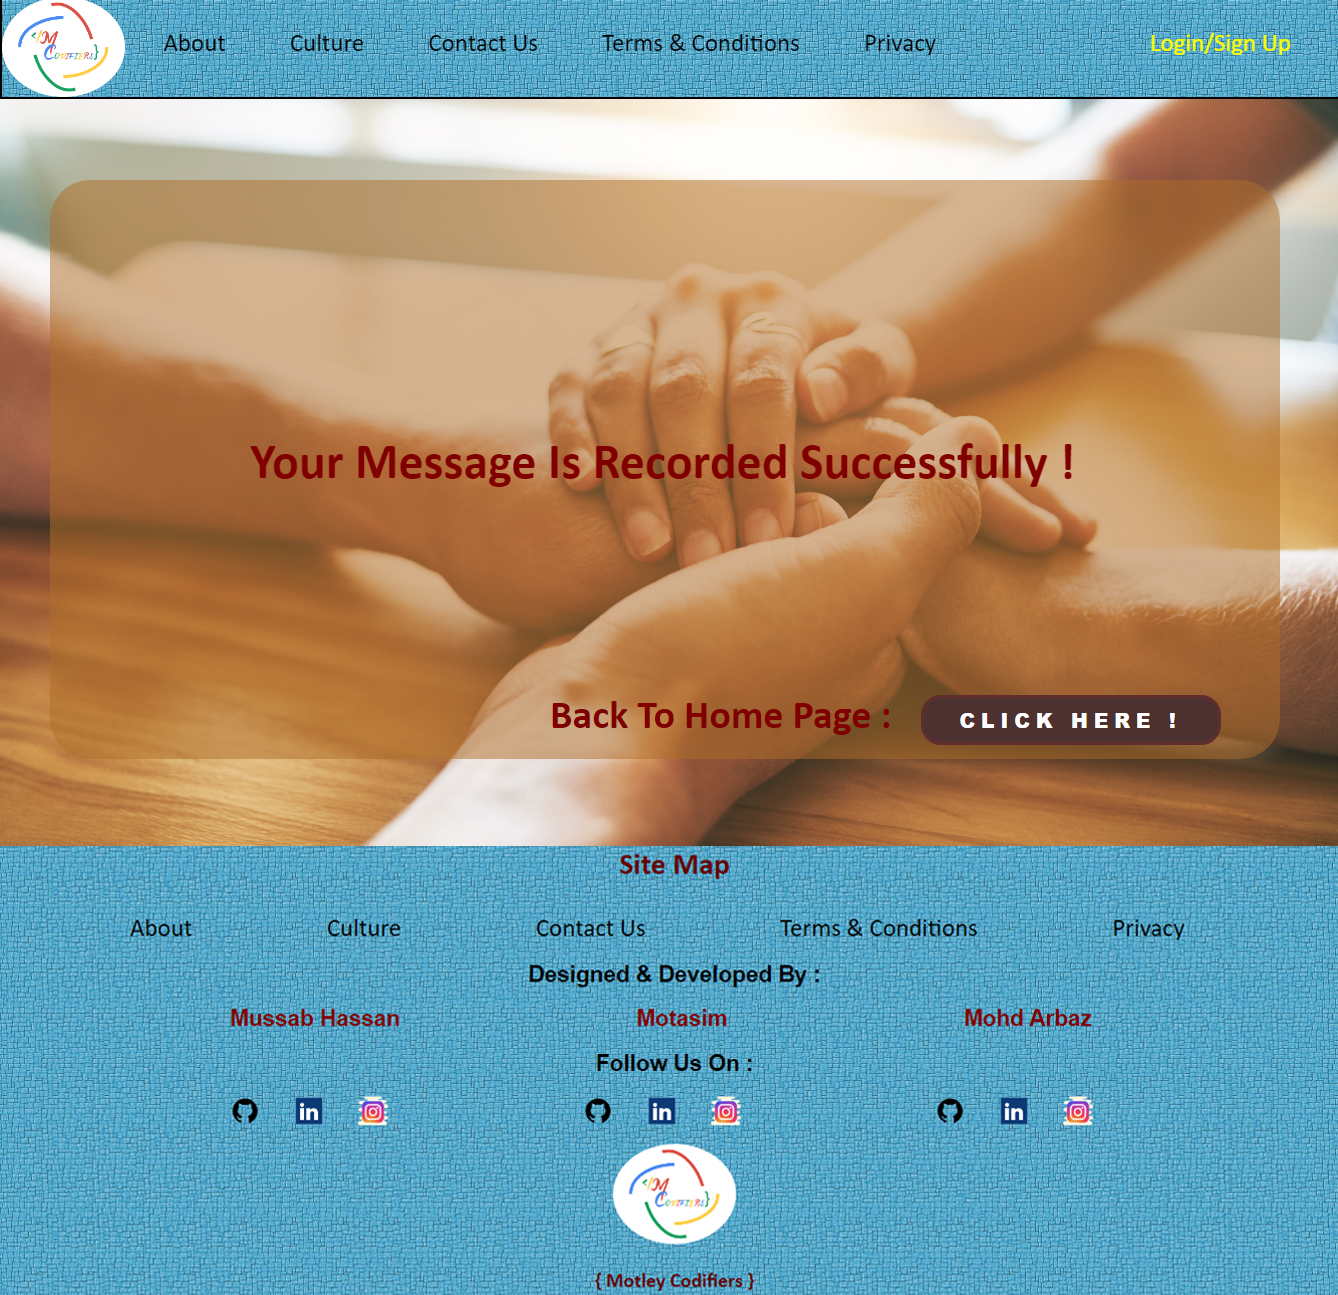 </M
CODIFIERS}
About Culture Contact Us Terms & Conditions Privacy Login/Sign Up
Your Message Is Recorded Successfully !
Back To Home Page : CLICK HERE !
Site Map
About Culture Contact Us Terms & Conditions Privacy
Designed & Developed By :
Mussab Hassan Motasim Mohd Arbaz
Follow Us On :
in in in
</M
CODIFIERS}
{ Motley Codifiers }